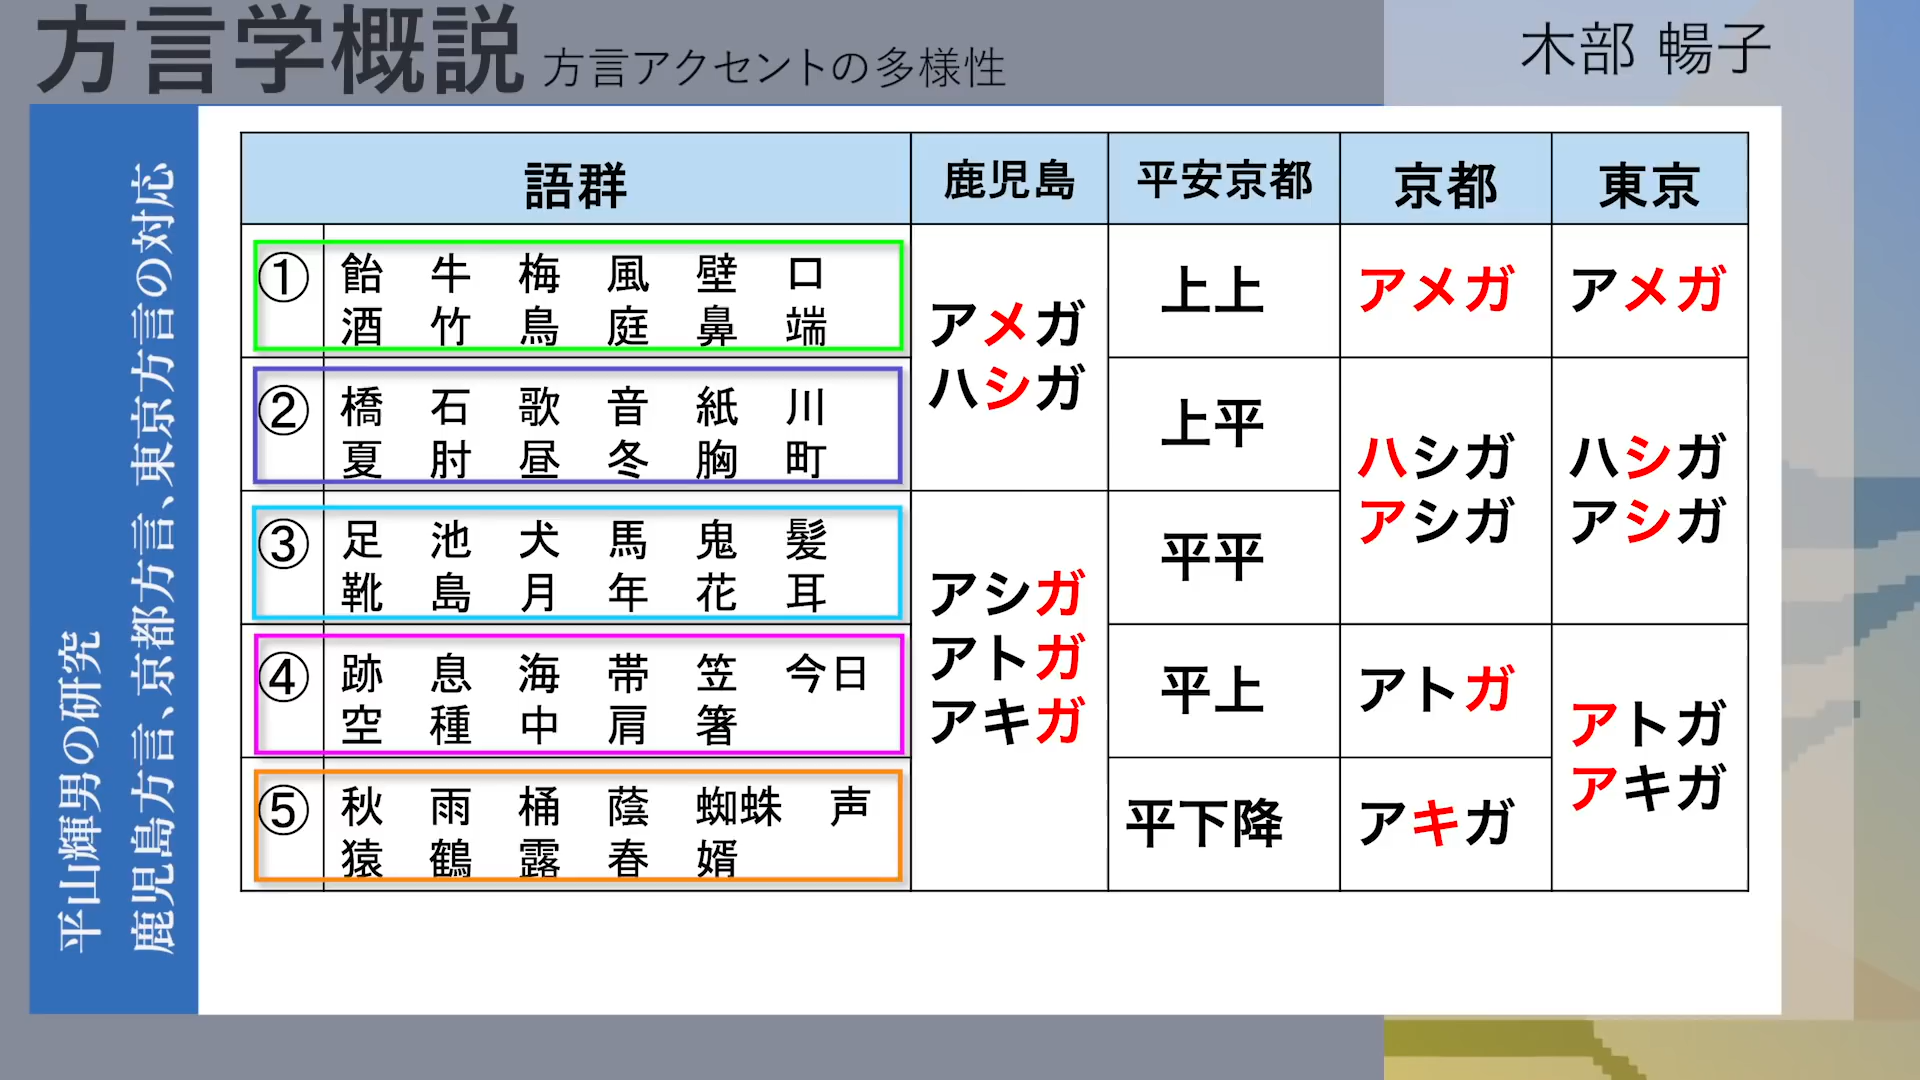 方言学概説 方言アクセントの多様性
木部 暢子
平山輝男の研究
鹿児島方言、京都方言、東京方言の対応
語群 鹿児島 平安京都 京都 東京
① 飴 牛 梅 風 壁 口
酒 竹 鳥 庭 鼻 端
② 橋 石 歌 音 紙 川
夏 肘 昼 冬 胸 町
アメガ
ハシガ
上上
アメガ
アメガ
上平
③ 足 池 犬 馬 鬼 髪
靴 島 月 年 花 耳
④ 跡 息 海 帯 笠 今日
空 種 中 肩 箸
⑤ 秋 雨 桶 蔭 蜘蛛 声
猿 鶴 露 春 婿
アシガ
アトガ
アキガ
平平
平上
平下降
ハシガ
アシガ
アトガ
アキガ
ハシガ
アシガ
アトガ
アキガ